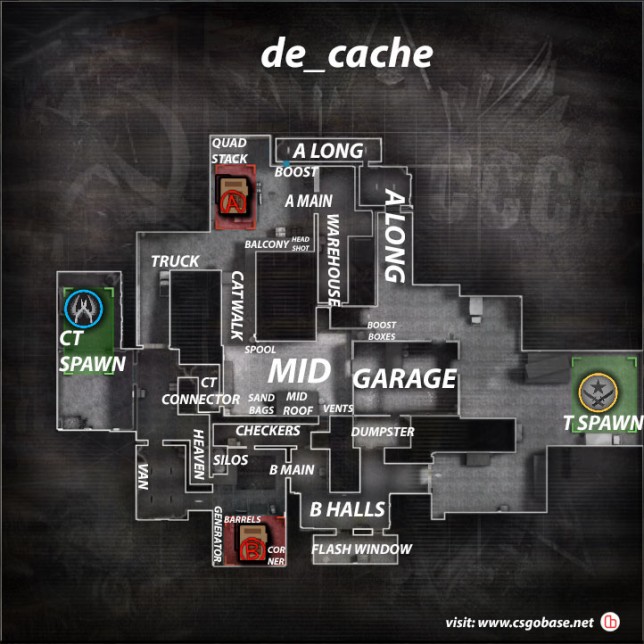 de_cache
QUAD
STACK
A LONG
BOOST
A
A MAIN
A LONG
WAREHOUSE
BALCONY
HEAD
SHOT
TRUCK
CATWALK
CT
SPAWN
BOOST
BOXES
SPOOL
MID
GARAGE
CT
CONNECTOR
SAND
BAGS
MID
ROOF
VENTS
T SPAWN
CHECKERS
DUMPSTER
HEAVEN
SILOS
B MAIN
VAN
GENERATOR
BARRELS
B HALLS
B
COR
NER
FLASH WINDOW
visit: www.csgobase.net